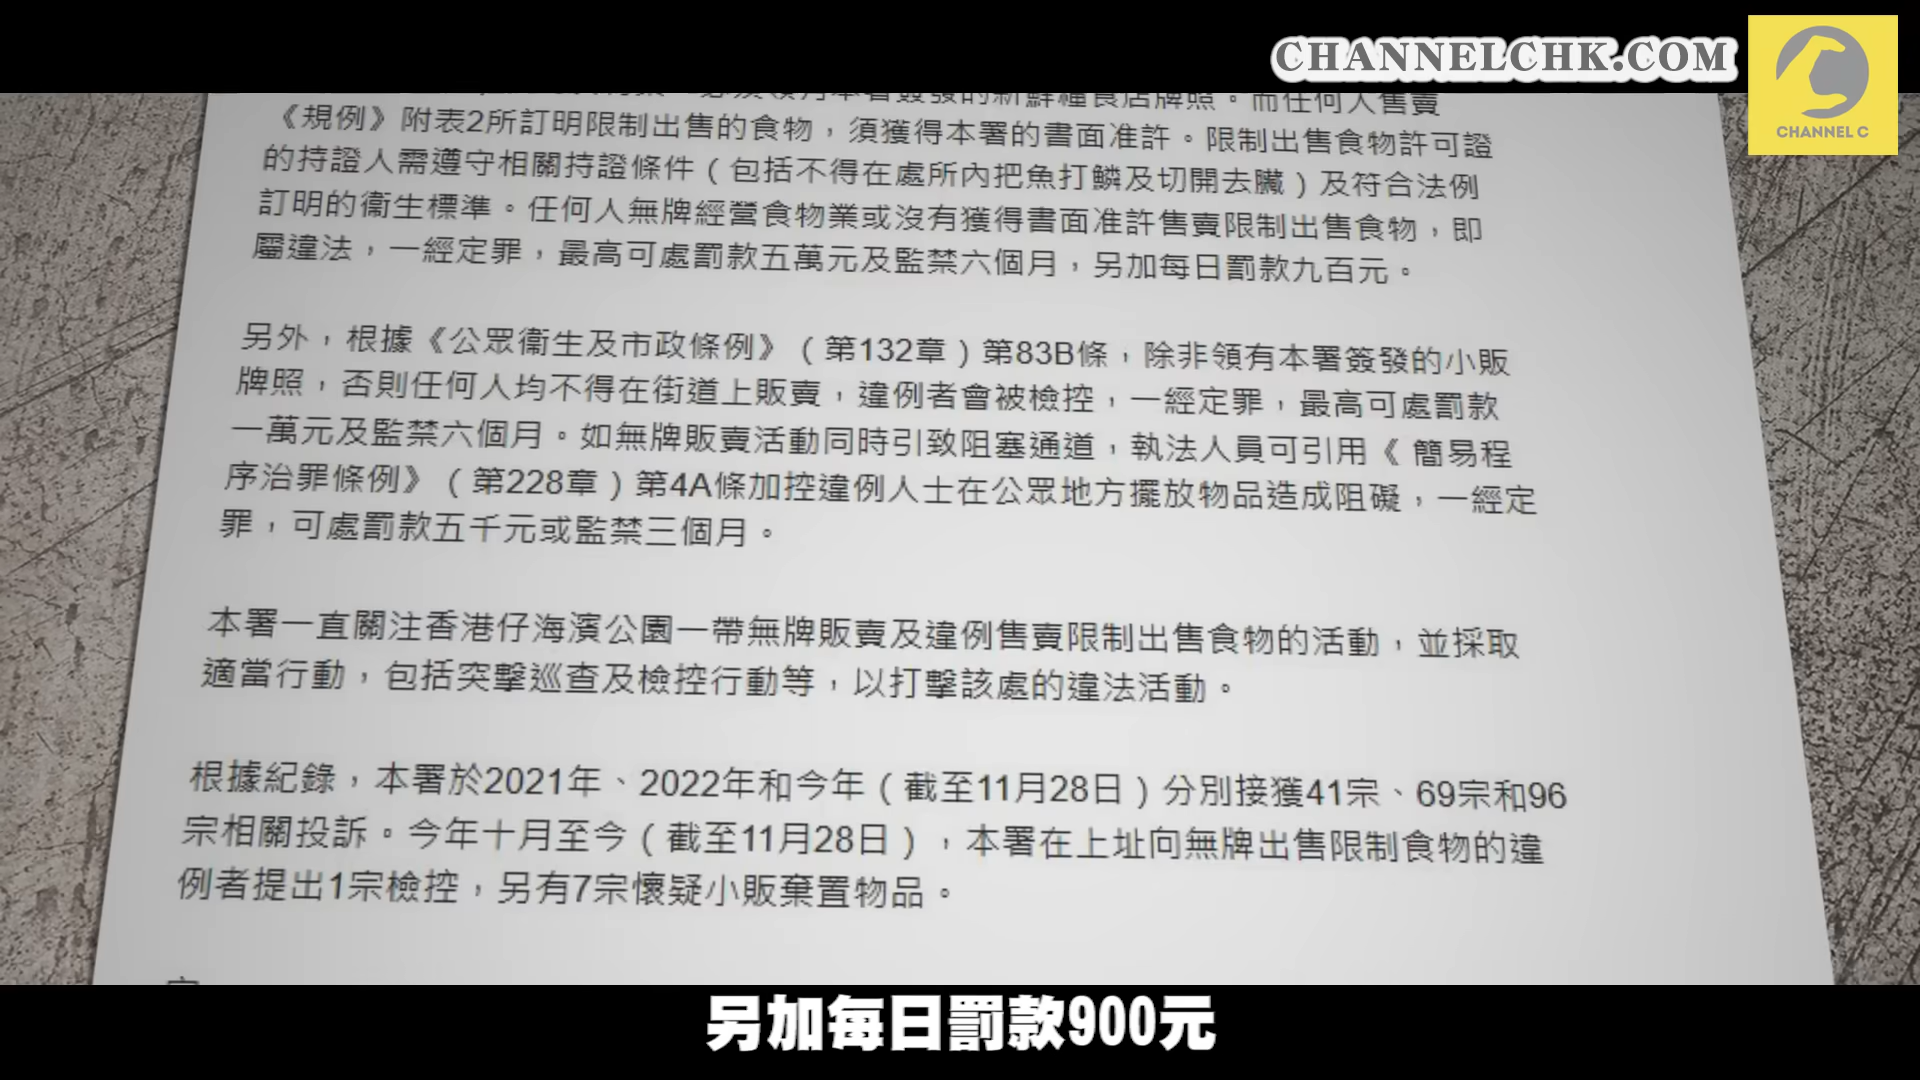 CHANNELCHK.COM
CHANNEL C
必須領有本署簽發的新鮮糧食店牌照。而任何人售賣
《規例》附表2所訂明限制出售的食物，須獲得本署的書面准許。限制出售食物許可證
的持證人需遵守相關持證條件（包括不得在處所內把魚打鱗及切開去臟）及符合法例
訂明的衞生標準。任何人無牌經營食物業或沒有獲得書面准許售賣限制出售食物，即
屬違法，一經定罪，最高可處罰款五萬元及監禁六個月，另加每日罰款九百元。
另外，根據《公眾衞生及市政條例》（第132章）第83B條，除非領有本署簽發的小販
牌照，否則任何人均不得在街道上販賣，違例者會被檢控，一經定罪，最高可處罰款
一萬元及監禁六個月。如無牌販賣活動同時引致阻塞通道，執法人員可引用《 簡易程
序治罪條例》（第228章）第4A條加控違例人士在公眾地方擺放物品造成阻礙，一經定
罪，可處罰款五千元或監禁三個月。
本署一直關注香港仔海濱公園一帶無牌販賣及違例售賣限制出售食物的活動，並採取
適當行動，包括突擊巡查及檢控行動等，以打擊該處的違法活動。
根據紀錄，本署於2021年、2022年和今年（截至11月28日）分別接獲41宗、69宗和96
宗相關投訴。今年十月至今（截至11月28日），本署在上址向無牌出售限制食物的違
例者提出1宗檢控，另有7宗懷疑小販棄置物品。
另加每日罰款900元